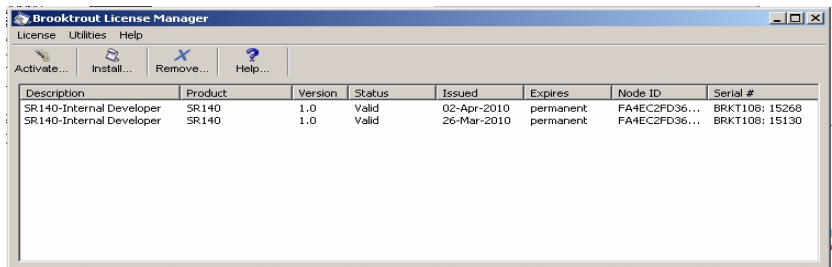 Brooktrout License Manager
License Utilities Help
Activate... Install... Remove... Help...
Description Product Version Status Issued Expires Node ID Serial #
SR140-Internal Developer SR140 1.0 Valid 02-Apr-2010 permanent FA4EC2FD36... BRKT108: 15268
SR140-Internal Developer SR140 1.0 Valid 26-Mar-2010 permanent FA4EC2FD36... BRKT108: 15130